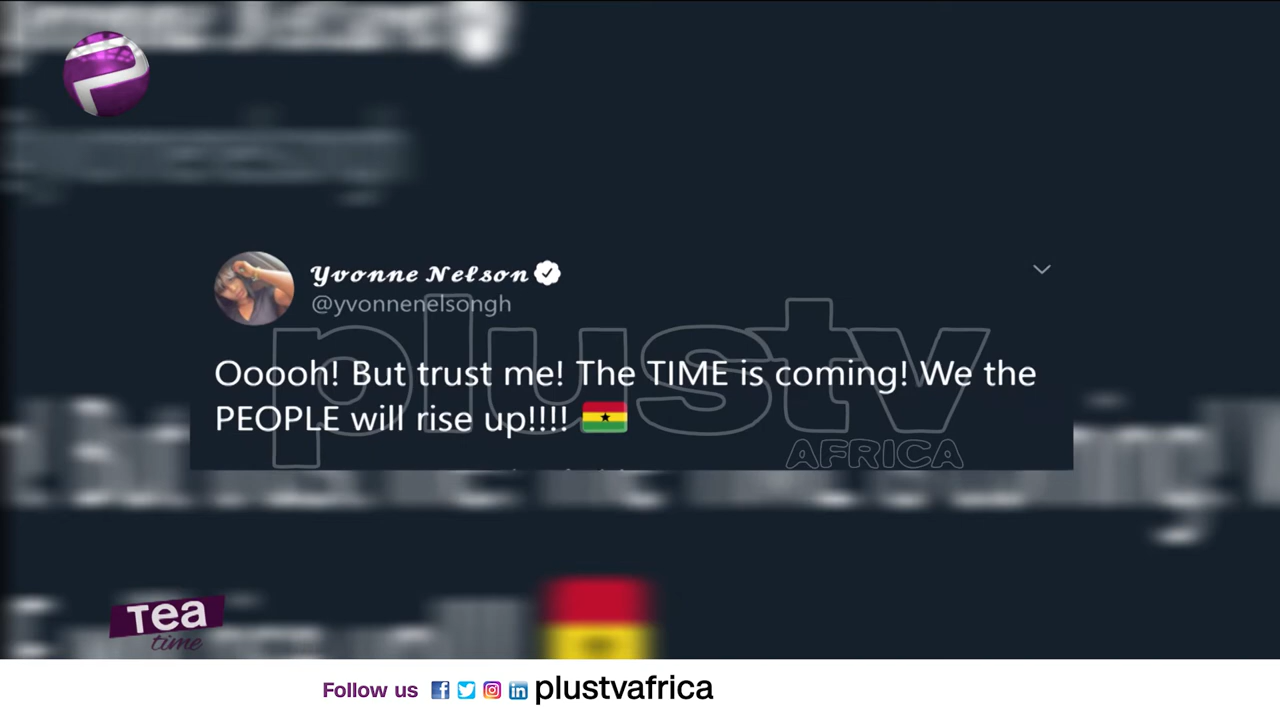 Yvonne Nelson
@yvonnenelsongh
Ooooh! But trust me! The TIME is coming! We the
PEOPLE will rise up!!!! 🇬🇭
plustv
AFRICA
Tea
time
Follow us plustvafrica